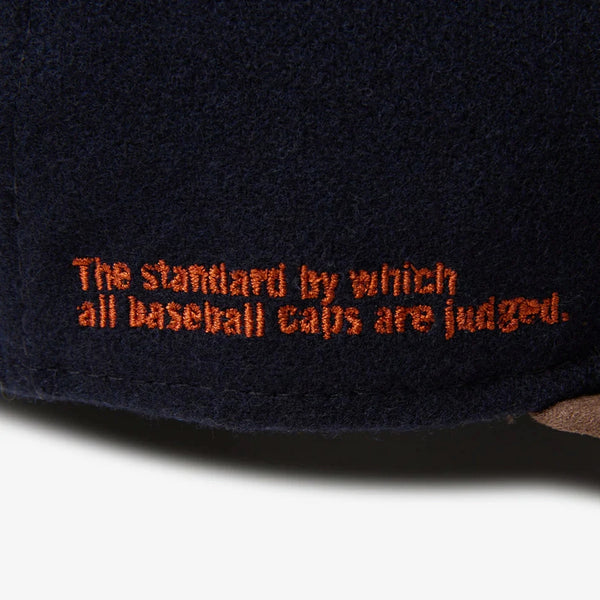 The standard by which
all baseball caps are judged.